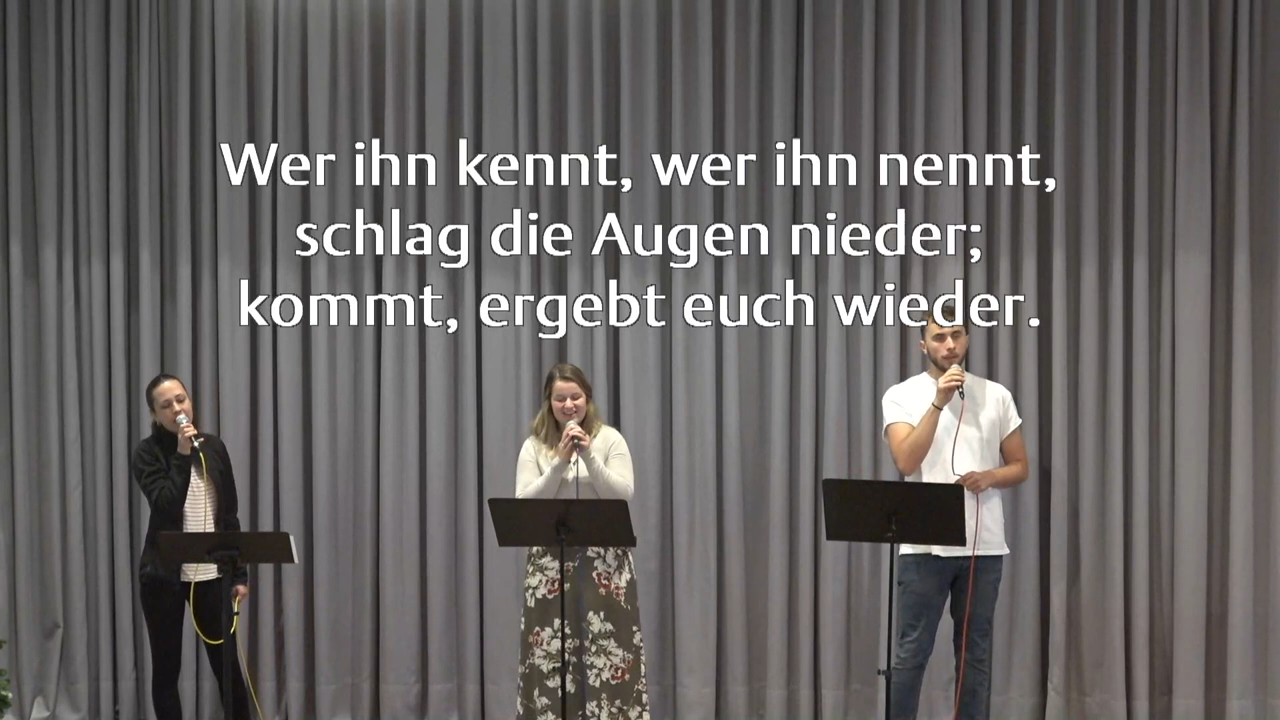 Wer ihn kennt, wer ihn nennt,
schlag die Augen nieder;
kommt, ergebt euch wieder.